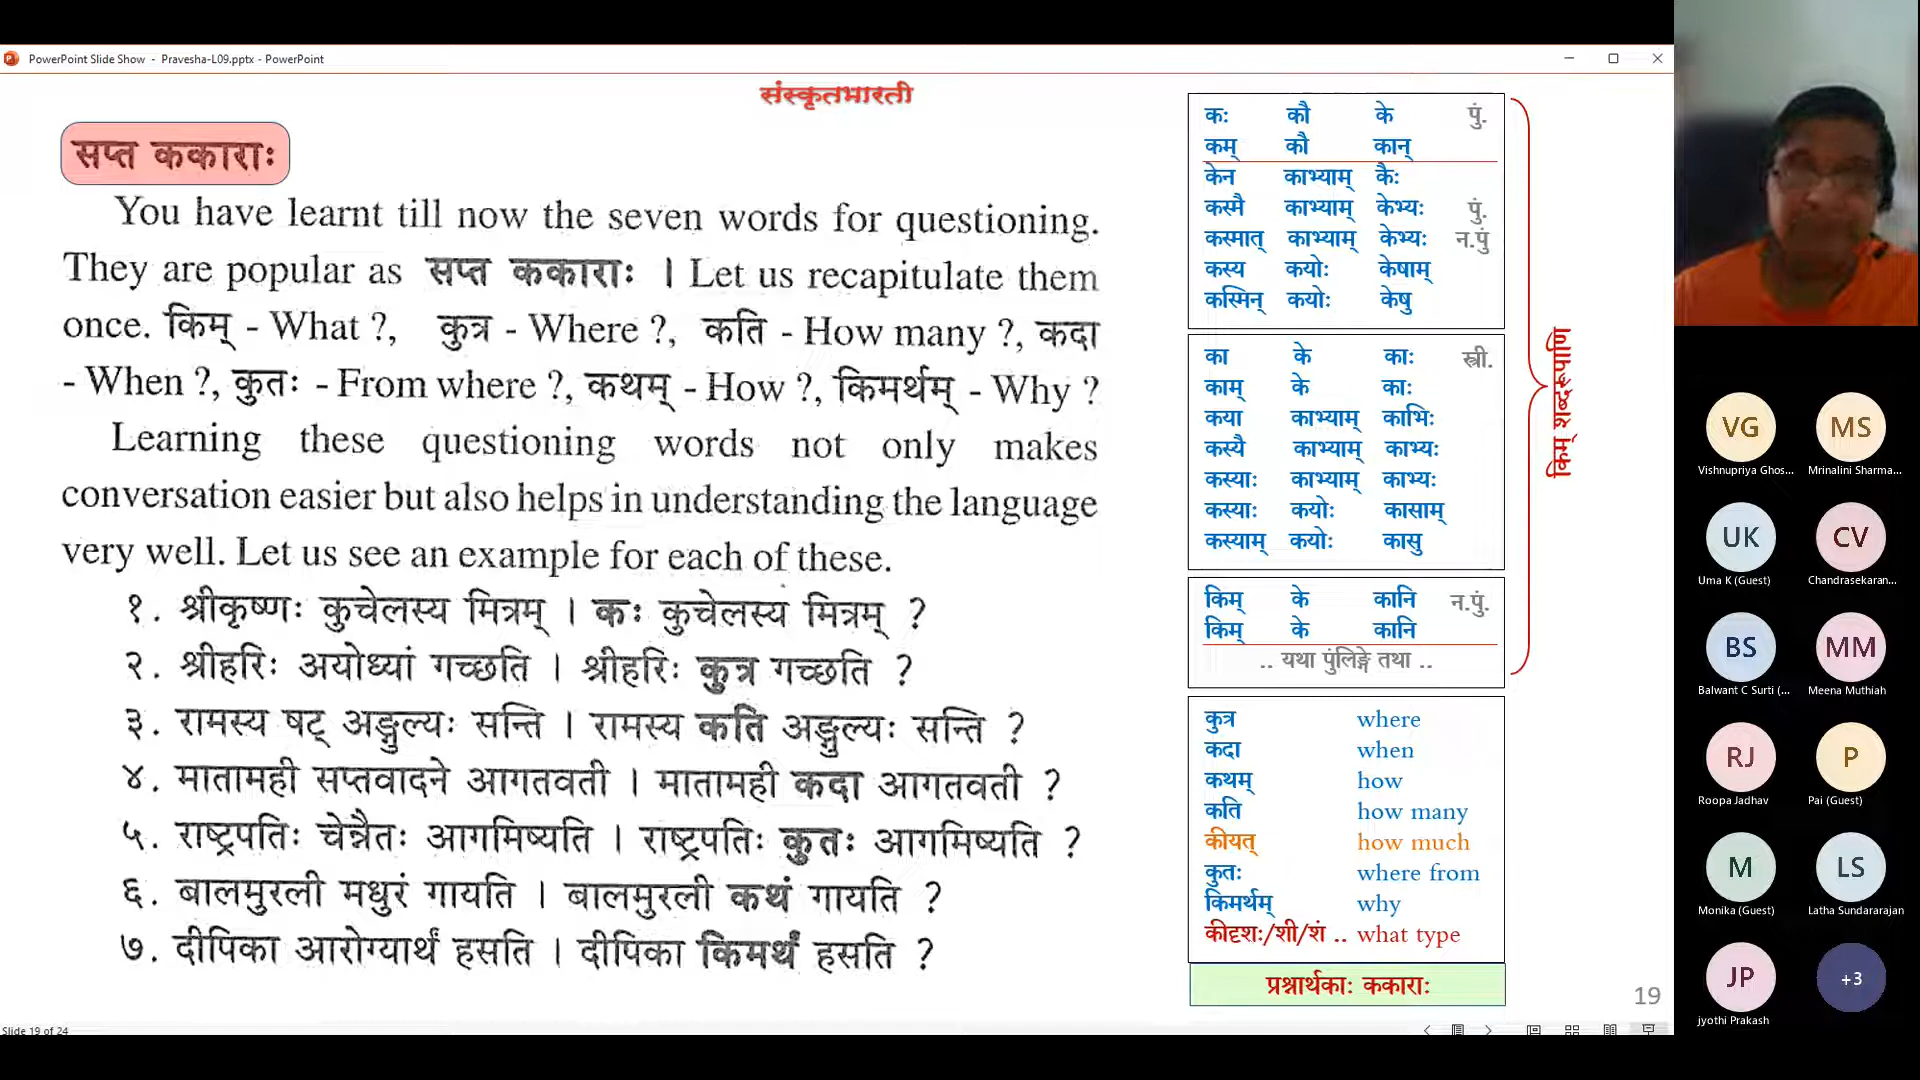 PowerPoint Slide Show - Pravesha-L09.pptx - PowerPoint
संस्कृतभारती
सप्त ककाराः
You have learnt till now the seven words for questioning.
They are popular as सप्त ककाराः । Let us recapitulate them
once. किम् - What ?, कुत्र - Where ?, कति - How many ?, कदा
- When ?, कुतः - From where ?, कथम् - How ?, किमर्थम् - Why ?
Learning these questioning words not only makes
conversation easier but also helps in understanding the language
very well. Let us see an example for each of these.
१. श्रीकृष्णः कुचेलस्य मित्रम् । कः कुचेलस्य मित्रम् ?
२. श्रीहरिः अयोध्यां गच्छति । श्रीहरिः कुत्र गच्छति ?
३. रामस्य षट् अङ्गुल्यः सन्ति । रामस्य कति अङ्गुल्यः सन्ति ?
४. मातामही सप्तवादने आगतवती । मातामही कदा आगतवती ?
५. राष्ट्रपतिः चेन्नैतः आगमिष्यति । राष्ट्रपतिः कुतः आगमिष्यति ?
६. बालमुरली मधुरं गायति । बालमुरली कथं गायति ?
७. दीपिका आरोग्यार्थं हसति । दीपिका किमर्थं हसति ?
कः कौ के पुं.
कम् कौ कान्
केन काभ्याम् कैः
कस्मै काभ्याम् केभ्यः पुं.
कस्मात् काभ्याम् केभ्यः न.पुं
कस्य कयोः केषाम्
कस्मिन् कयोः केषु
का के काः स्त्री.
काम् के काः
कया काभ्याम् काभिः
कस्यै काभ्याम् काभ्यः
कस्याः काभ्याम् काभ्यः
कस्याः कयोः कासाम्
कस्याम् कयोः कासु
किम् के कानि न.पुं.
किम् के कानि
.. यथा पुंलिङ्गे तथा ..
किम् शब्दरूपाणि
कुत्र where
कदा when
कथम् how
कति how many
कीयत् how much
कुतः where from
किमर्थम् why
कीदृशः/शी/शं .. what type
प्रश्नार्थकाः ककाराः
19
Slide 19 of 24
VG MS
Vishnupriya Ghos... Mrinalini Sharma...
UK CV
Uma K (Guest) Chandrasekaran...
BS MM
Balwant C Surti (... Meena Muthiah
RJ P
Roopa Jadhav Pai (Guest)
M LS
Monika (Guest) Latha Sundararajan
JP +3
jyothi Prakash